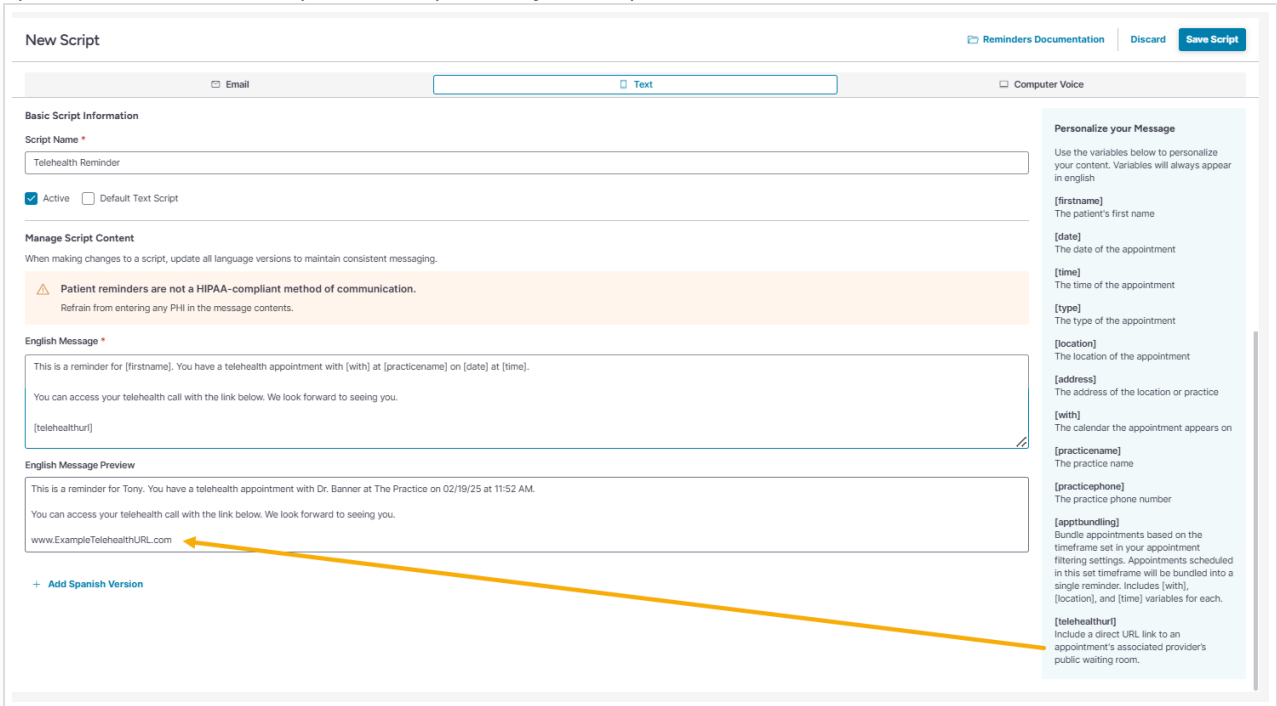 New Script
Reminders Documentation
Discard
Save Script
Email
Text
Computer Voice
Basic Script Information
Script Name *
Telehealth Reminder
Active
Default Text Script
Manage Script Content
When making changes to a script, update all language versions to maintain consistent messaging.
Patient reminders are not a HIPAA-compliant method of communication.
Refrain from entering any PHI in the message contents.
English Message *
This is a reminder for [firstname]. You have a telehealth appointment with [with] at [practicename] on [date] at [time].
You can access your telehealth call with the link below. We look forward to seeing you.
[telehealthurl]
English Message Preview
This is a reminder for Tony. You have a telehealth appointment with Dr. Banner at The Practice on 02/19/25 at 11:52 AM.
You can access your telehealth call with the link below. We look forward to seeing you.
www.ExampleTelehealthURL.com
+ Add Spanish Version
Personalize your Message
Use the variables below to personalize
your content. Variables will always appear
in english
[firstname]
The patient's first name
[date]
The date of the appointment
[time]
The time of the appointment
[type]
The type of the appointment
[location]
The location of the appointment
[address]
The address of the location or practice
[with]
The calendar the appointment appears on
[practicename]
The practice name
[practicephone]
The practice phone number
[apptbundling]
Bundle appointments based on the
timeframe set in your appointment
filtering settings. Appointments scheduled
in this set timeframe will be bundled into a
single reminder. Includes [with],
[location], and [time] variables for each.
[telehealthurl]
Include a direct URL link to an
appointment's associated provider's
public waiting room.